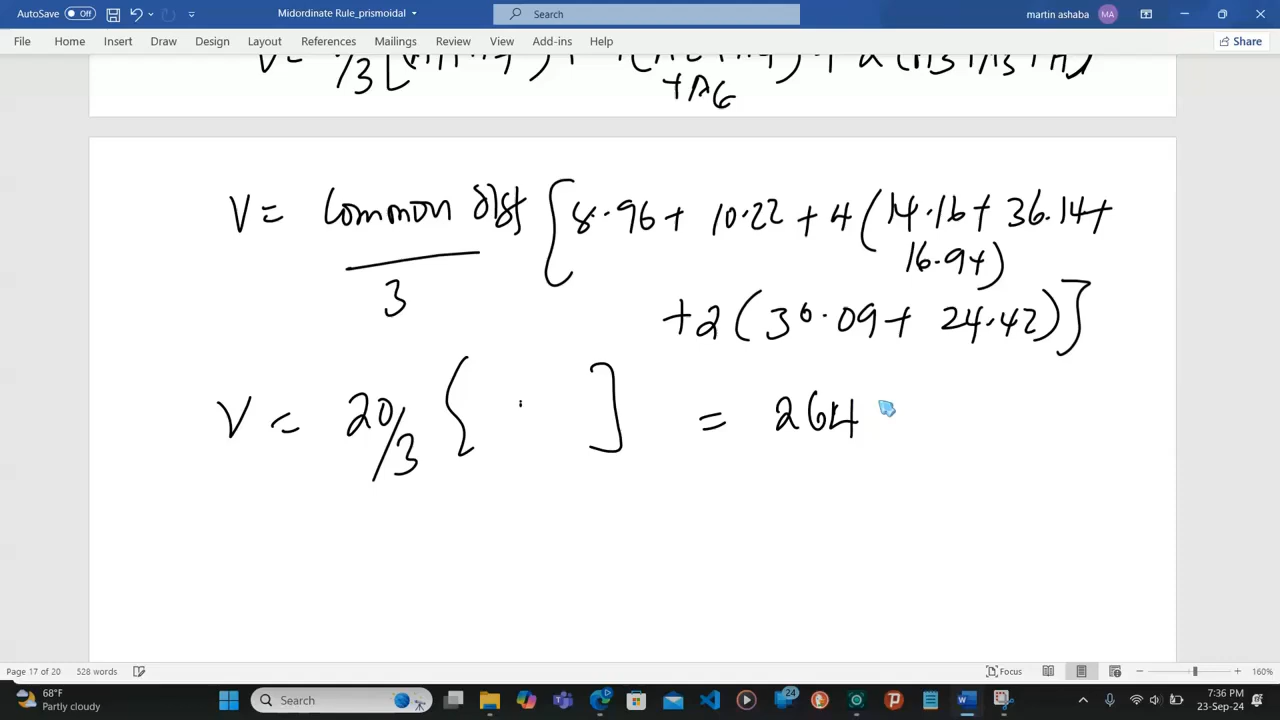 AutoSave Off Midordinate Rule_prismoidal Search martin ashaba MA
File Home Insert Draw Design Layout References Mailings Review View Add-ins Help Share
+A6
V = Common dist [8.96 + 10.22 + 4(14.16 + 36.14 +
16.94)
3
+2(30.09 + 24.42)]
V = 20/3 { . ] = 264
Page 17 of 20 528 words Focus 160%
68°F
Partly cloudy
Search
24
7:36 PM
23-Sep-24